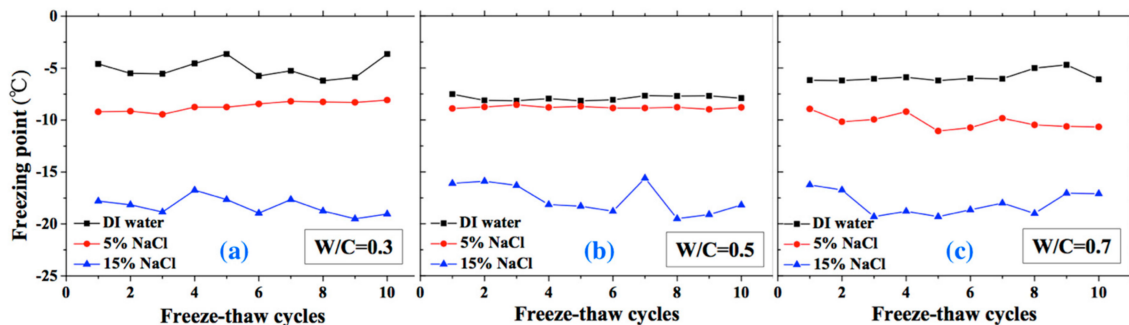 Freezing point (℃)
0
-5
-10
-15
-20
-25
DI water
5% NaCl
15% NaCl
(a)
W/C=0.3
0 2 4 6 8 10
Freeze-thaw cycles
DI water
5% NaCl
15% NaCl
(b)
W/C=0.5
0 2 4 6 8 10
Freeze-thaw cycles
DI water
5% NaCl
15% NaCl
(c)
W/C=0.7
0 2 4 6 8 10
Freeze-thaw cycles